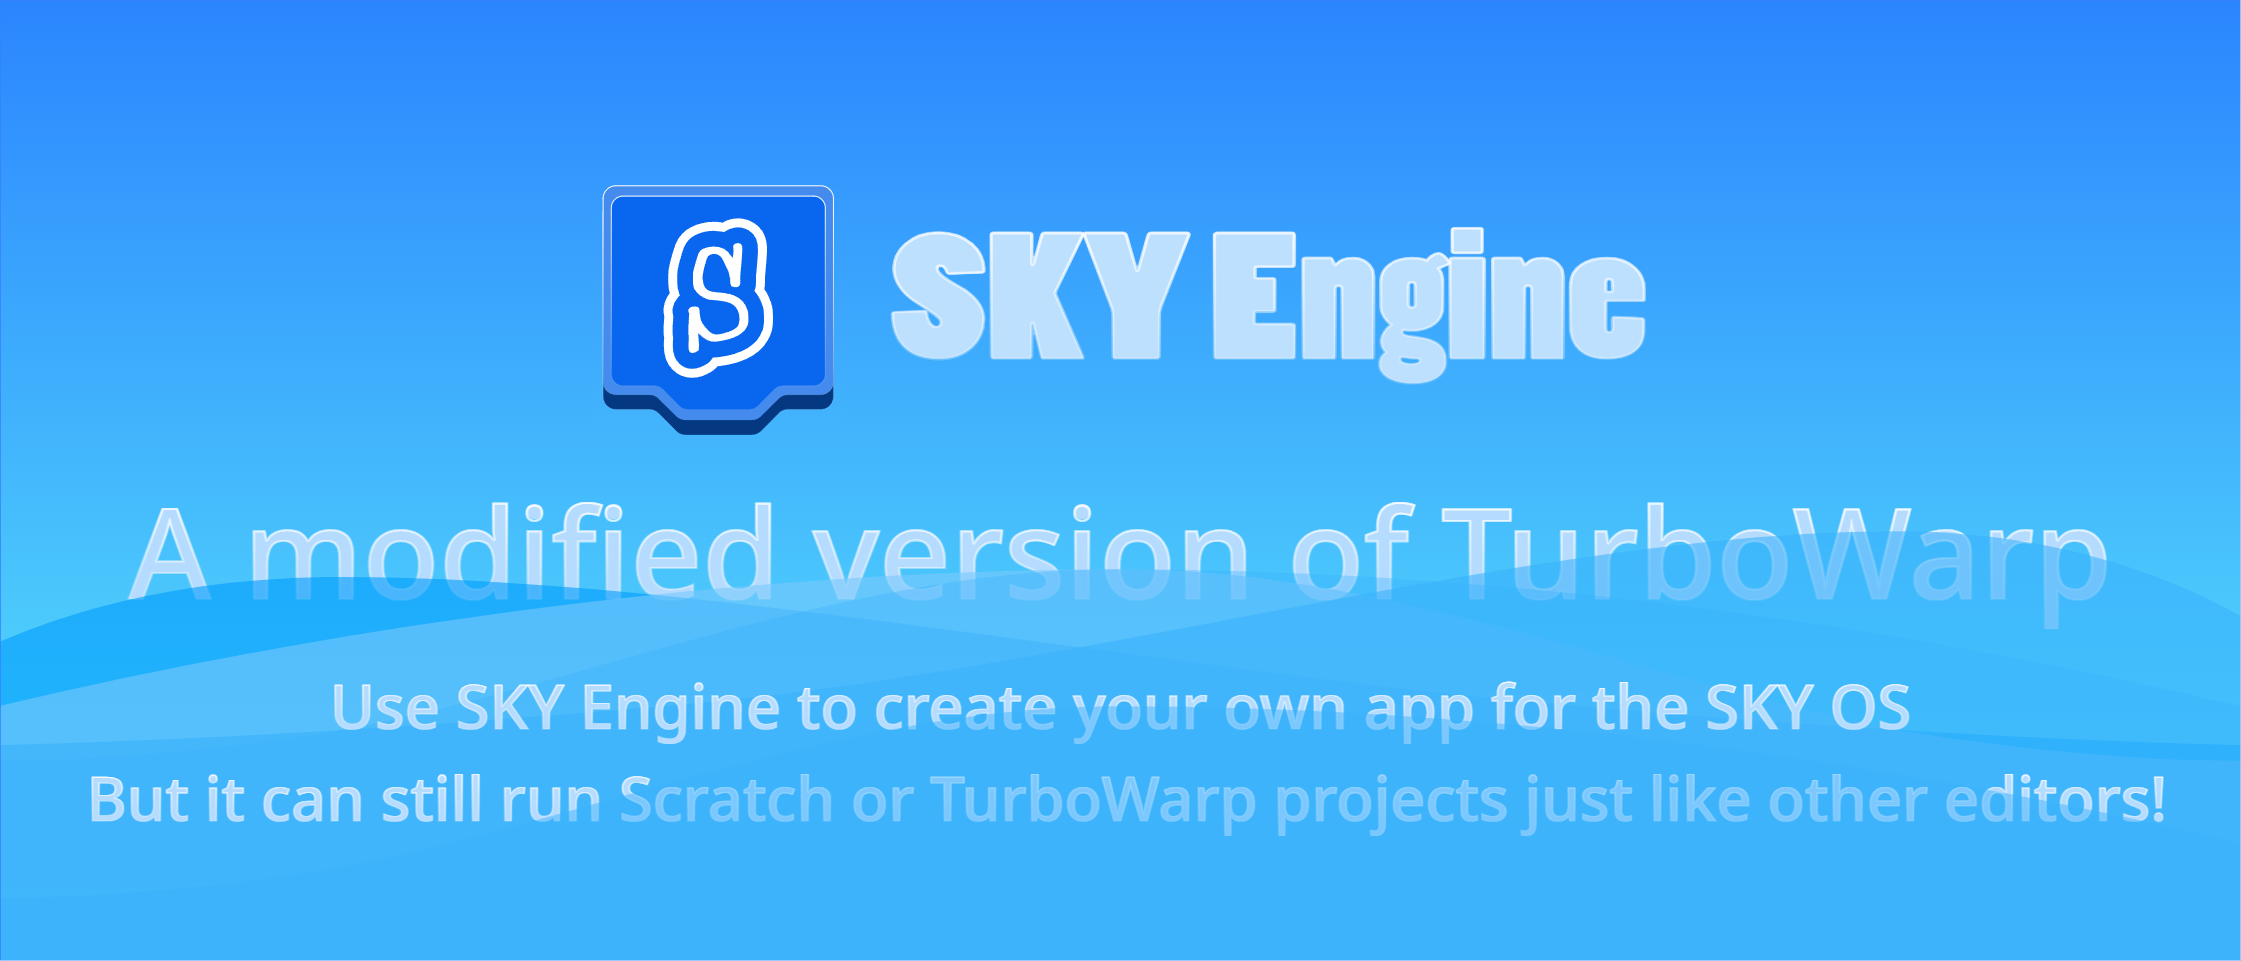 S
SKY Engine
A modified version of TurboWarp
Use SKY Engine to create your own app for the SKY OS
But it can still run Scratch or TurboWarp projects just like other editors!